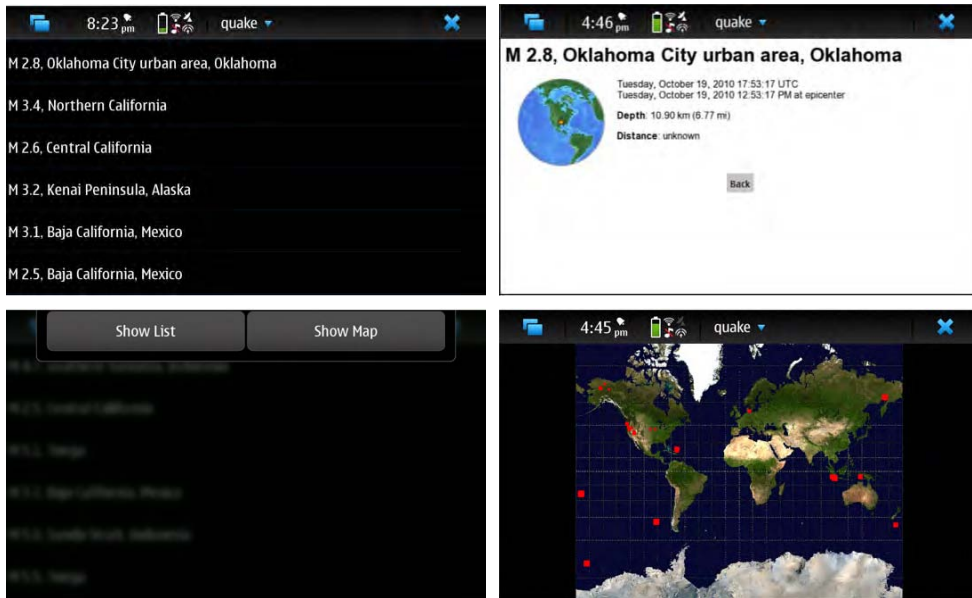 8:23 pm quake
M 2.8, Oklahoma City urban area, Oklahoma
M 3.4, Northern California
M 2.6, Central California
M 3.2, Kenai Peninsula, Alaska
M 3.1, Baja California, Mexico
M 2.5, Baja California, Mexico
4:46 pm quake
M 2.8, Oklahoma City urban area, Oklahoma
Tuesday, October 19, 2010 17:53:17 UTC
Tuesday, October 19, 2010 12:53:17 PM at epicenter
Depth: 10.90 km (6.77 mi)
Distance: unknown
Back
Show List Show Map
4:45 pm quake